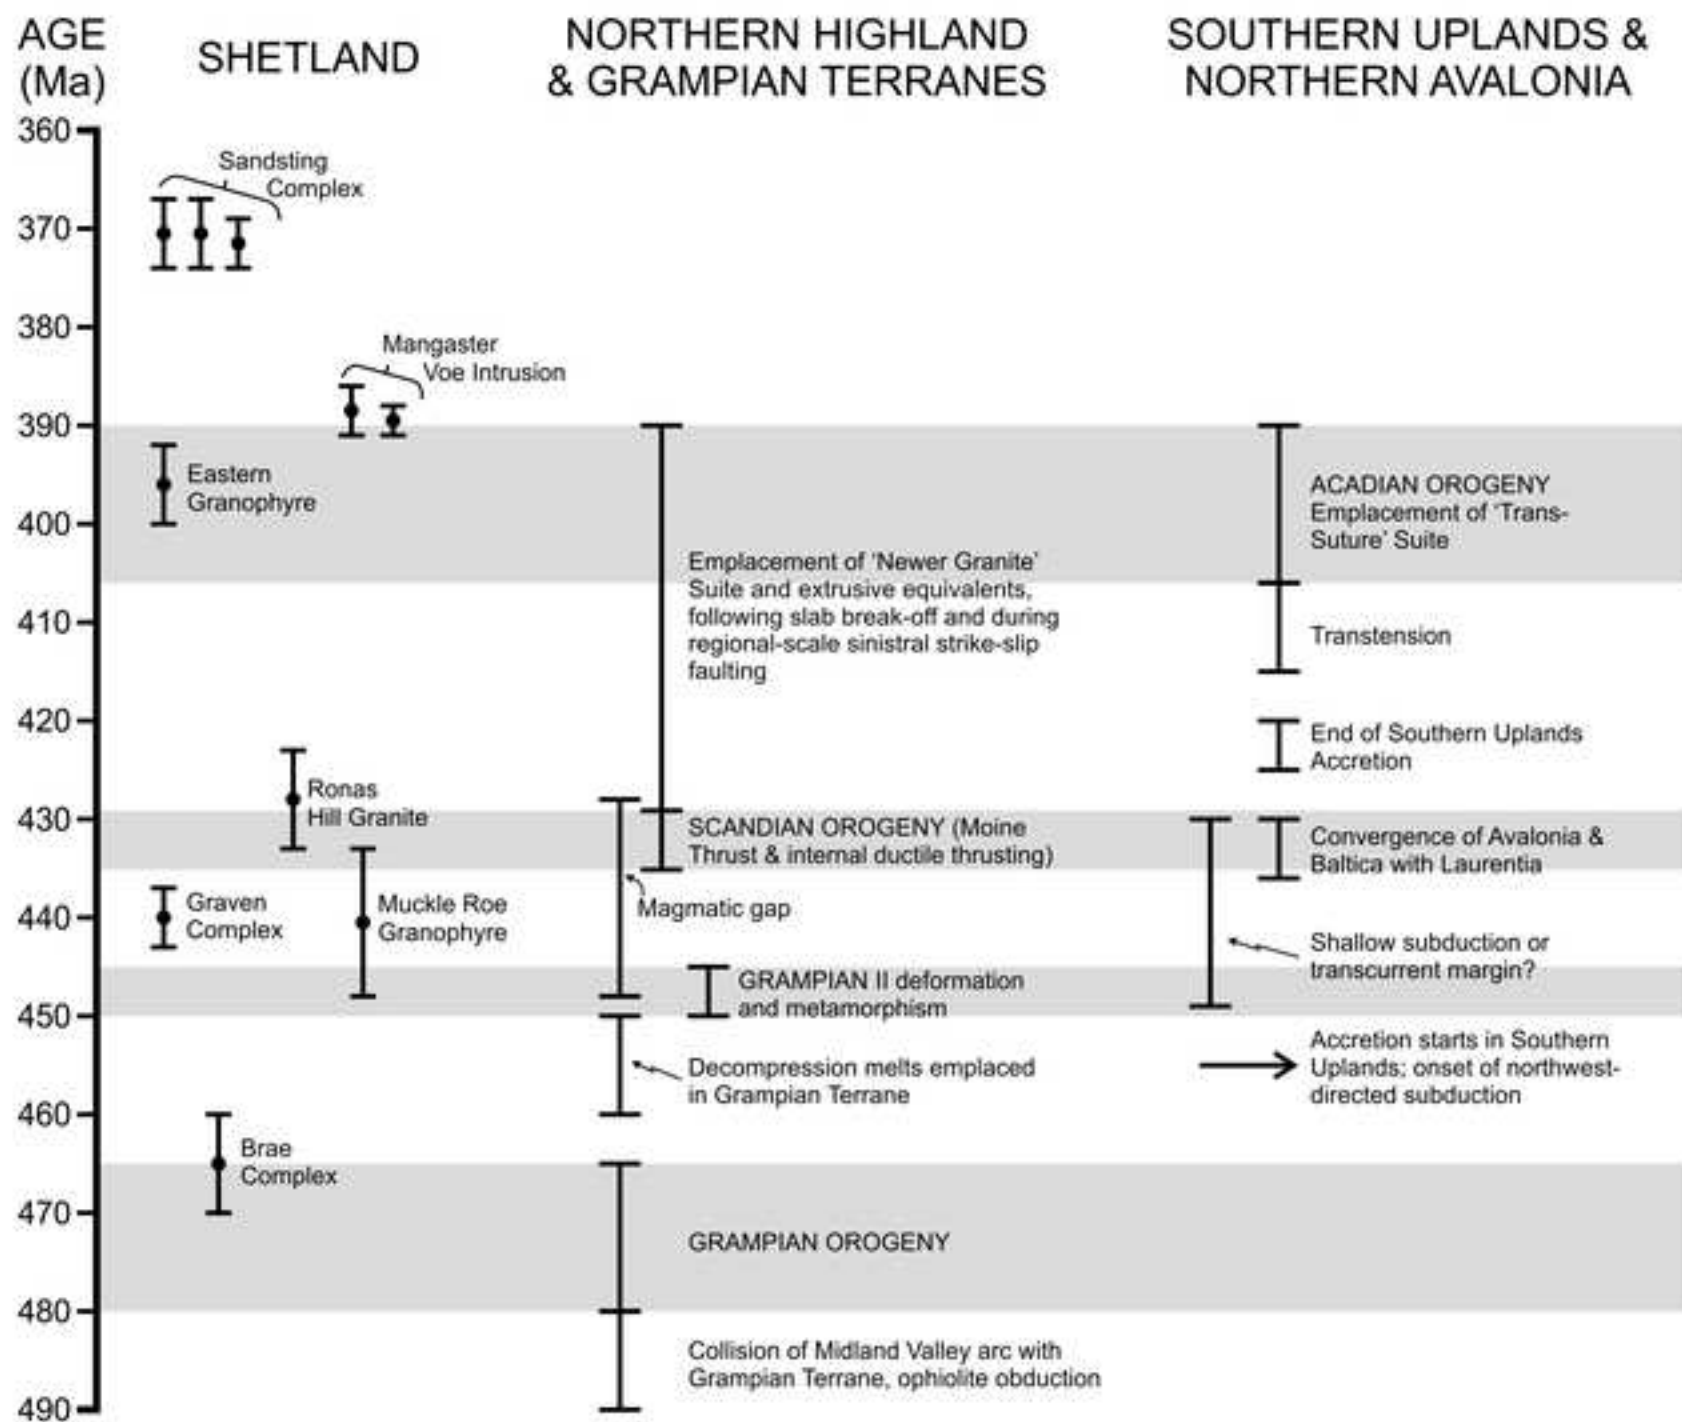 AGE
(Ma)
SHETLAND
NORTHERN HIGHLAND
& GRAMPIAN TERRANES
SOUTHERN UPLANDS &
NORTHERN AVALONIA
360
370
380
390
400
410
420
430
440
450
460
470
480
490
Sandsting
Complex
Mangaster
Voe Intrusion
Eastern
Granophyre
Ronas
Hill Granite
Graven
Complex
Muckle Roe
Granophyre
Brae
Complex
Emplacement of ‘Newer Granite’
Suite and extrusive equivalents,
following slab break-off and during
regional-scale sinistral strike-slip
faulting
SCANDIAN OROGENY (Moine
Thrust & internal ductile thrusting)
Magmatic gap
GRAMPIAN II deformation
and metamorphism
Decompression melts emplaced
in Grampian Terrane
GRAMPIAN OROGENY
Collision of Midland Valley arc with
Grampian Terrane, ophiolite obduction
ACADIAN OROGENY
Emplacement of ‘Trans-
Suture’ Suite
Transtension
End of Southern Uplands
Accretion
Convergence of Avalonia &
Baltica with Laurentia
Shallow subduction or
transcurrent margin?
Accretion starts in Southern
Uplands; onset of northwest-
directed subduction